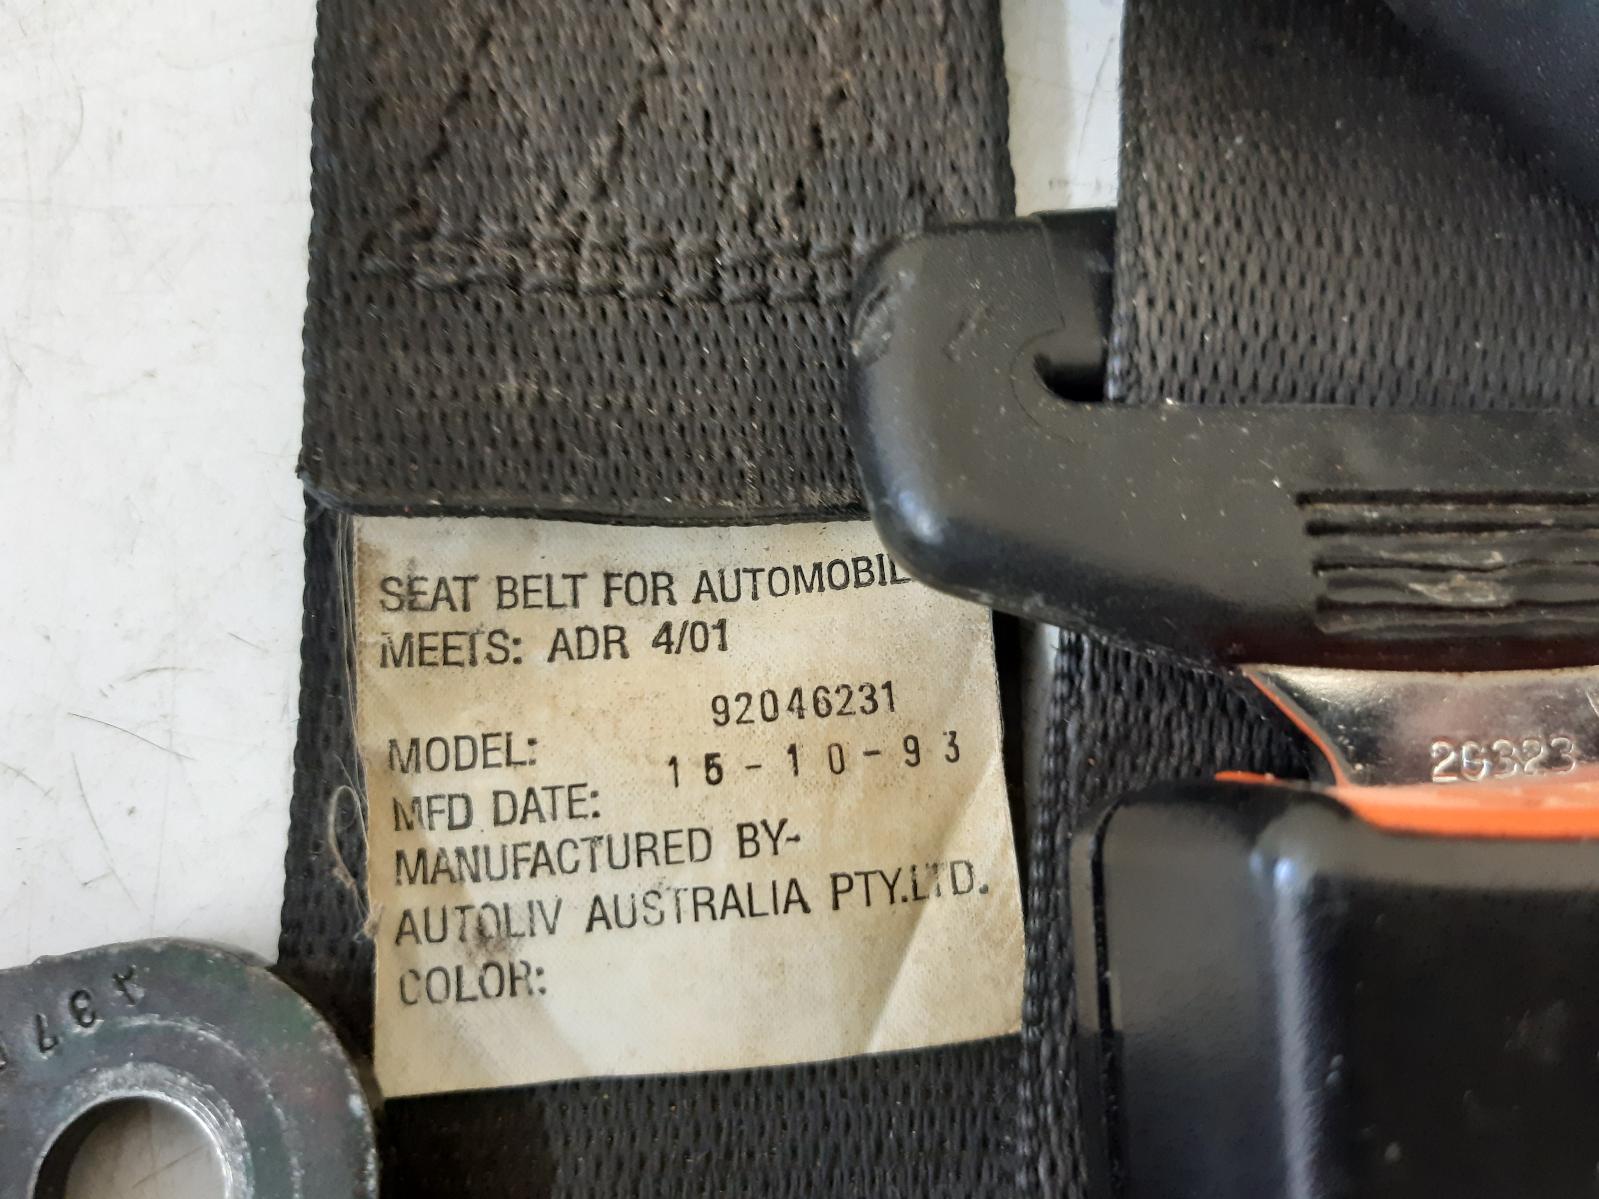 SEAT BELT FOR AUTOMOBIL
MEETS: ADR 4/01
92046231
MODEL:
15-10-93
MFD DATE:
MANUFACTURED BY-
AUTOLIV AUSTRALIA PTY.LTD.
COLOR:
26323